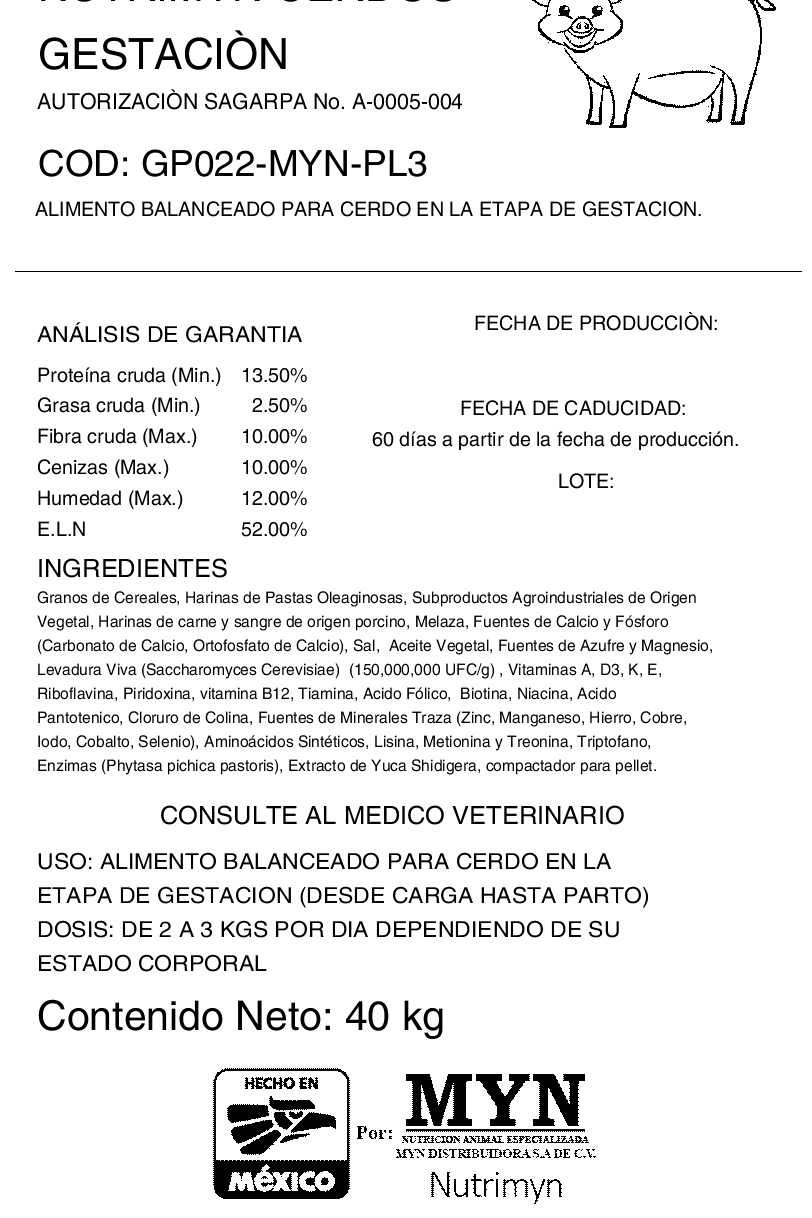 NUTRIMYN CERDOS
GESTACIÒN
AUTORIZACIÒN SAGARPA No. A-0005-004
COD: GP022-MYN-PL3
ALIMENTO BALANCEADO PARA CERDO EN LA ETAPA DE GESTACION.
ANÁLISIS DE GARANTIA
Proteína cruda (Min.) 13.50%
Grasa cruda (Min.) 2.50%
Fibra cruda (Max.) 10.00%
Cenizas (Max.) 10.00%
Humedad (Max.) 12.00%
E.L.N 52.00%
FECHA DE PRODUCCIÒN:
FECHA DE CADUCIDAD:
60 días a partir de la fecha de producción.
LOTE:
INGREDIENTES
Granos de Cereales, Harinas de Pastas Oleaginosas, Subproductos Agroindustriales de Origen
Vegetal, Harinas de carne y sangre de origen porcino, Melaza, Fuentes de Calcio y Fósforo
(Carbonato de Calcio, Ortofosfato de Calcio), Sal, Aceite Vegetal, Fuentes de Azufre y Magnesio,
Levadura Viva (Saccharomyces Cerevisiae) (150,000,000 UFC/g) , Vitaminas A, D3, K, E,
Riboflavina, Piridoxina, vitamina B12, Tiamina, Acido Fólico, Biotina, Niacina, Acido
Pantotenico, Cloruro de Colina, Fuentes de Minerales Traza (Zinc, Manganeso, Hierro, Cobre,
Iodo, Cobalto, Selenio), Aminoácidos Sintéticos, Lisina, Metionina y Treonina, Triptofano,
Enzimas (Phytasa pichica pastoris), Extracto de Yuca Shidigera, compactador para pellet.
CONSULTE AL MEDICO VETERINARIO
USO: ALIMENTO BALANCEADO PARA CERDO EN LA
ETAPA DE GESTACION (DESDE CARGA HASTA PARTO)
DOSIS: DE 2 A 3 KGS POR DIA DEPENDIENDO DE SU
ESTADO CORPORAL
Contenido Neto: 40 kg
HECHO EN
MéXICO
Por:
MYN
NUTRICION ANIMAL ESPECIALIZADA
MYN DISTRIBUIDORA S.A DE C.V.
Nutrimyn